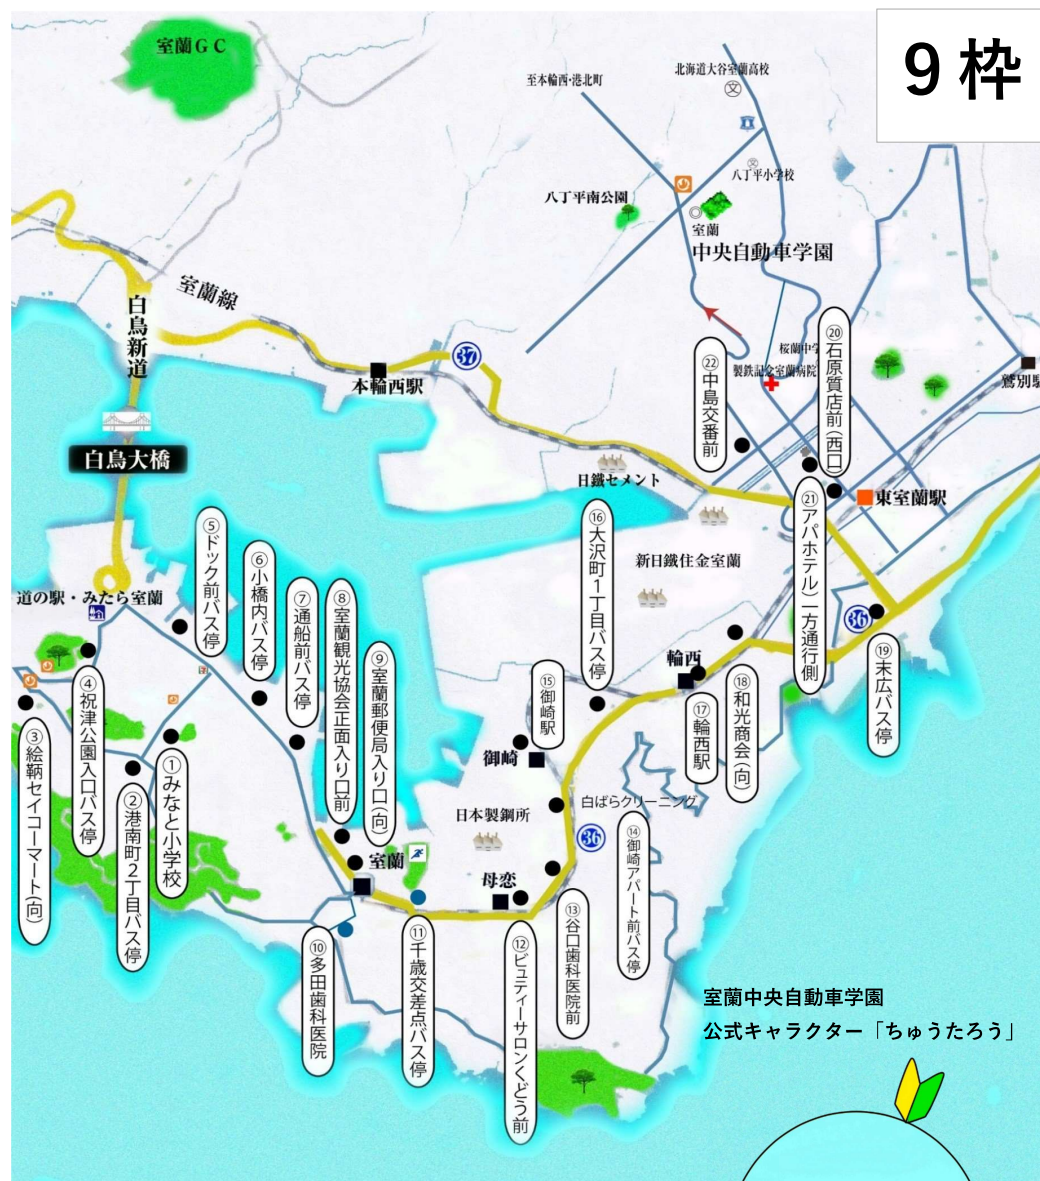 9 枠
室蘭GC
至本輪西・港北町
北海道大谷室蘭高校
文
文
八丁平小学校
八丁平南公園
室蘭
中央自動車学園
室蘭線
白鳥新道
白鳥大橋
本輪西駅
37
桜蘭中学
製鉄記念室蘭病院
鷲別駅
⑳石原質店前(西口)
㉒中島交番前
日鐵セメント
東室蘭駅
新日鐵住金室蘭
㉑アパホテル)一方通行側
⑯大沢町1丁目バス停
⑤ドック前バス停
⑥小橋内バス停
⑦通船前バス停
⑧室蘭観光協会正面入り口前
⑨室蘭郵便局入り口(向)
道の駅・みたら室蘭
36
⑲末広バス停
輪西
⑰輪西駅
⑱和光商会(向)
⑮御崎駅
御崎
④祝津公園入口バス停
③絵鞆セイコーマート(向)
①みなと小学校
②港南町2丁目バス停
日本製鋼所
白ばらクリーニング
36
⑭御崎アパート前バス停
室蘭
母恋
⑬谷口歯科医院前
⑩多田歯科医院
⑪千歳交差点バス停
⑫ビュティーサロンくどう前
室蘭中央自動車学園
公式キャラクター「ちゅうたろう」